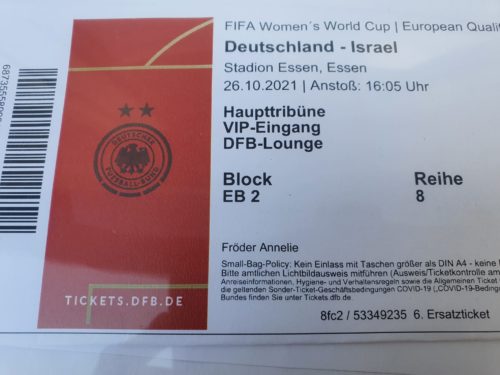 FIFA Women´s World Cup | European Quali
Deutschland - Israel
Stadion Essen, Essen
26.10.2021 | Anstoß: 16:05 Uhr
Haupttribüne
VIP-Eingang
DFB-Lounge
Block Reihe
EB 2 8
Fröder Annelie
Small-Bag-Policy: Kein Einlass mit Taschen größer als DIN A4 - keine
Bitte amtlichen Lichtbildausweis mitführen (Ausweis/Ticketkontrolle am
Anreiseinformationen, Hygiene- und Verhaltensregeln sowie die Allgemeinen Ticket-
die geltenden Sonder-Ticket-Geschäftsbedingungen COVID-19 („COVID-19-Beding
Bundes finden Sie unter Tickets.dfb.de.
8fc2 / 53349235 6. Ersatzticket
DEUTSCHER
FUSSBALL-BUND
TICKETS.DFB.DE